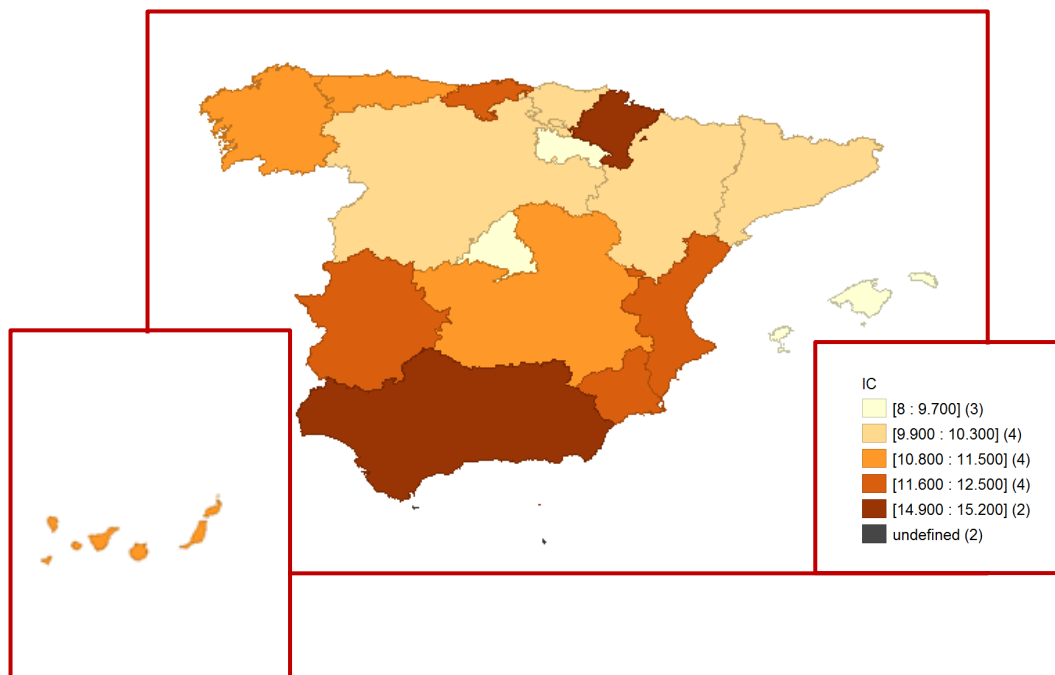 IC
[8 : 9.700] (3)
[9.900 : 10.300] (4)
[10.800 : 11.500] (4)
[11.600 : 12.500] (4)
[14.900 : 15.200] (2)
undefined (2)